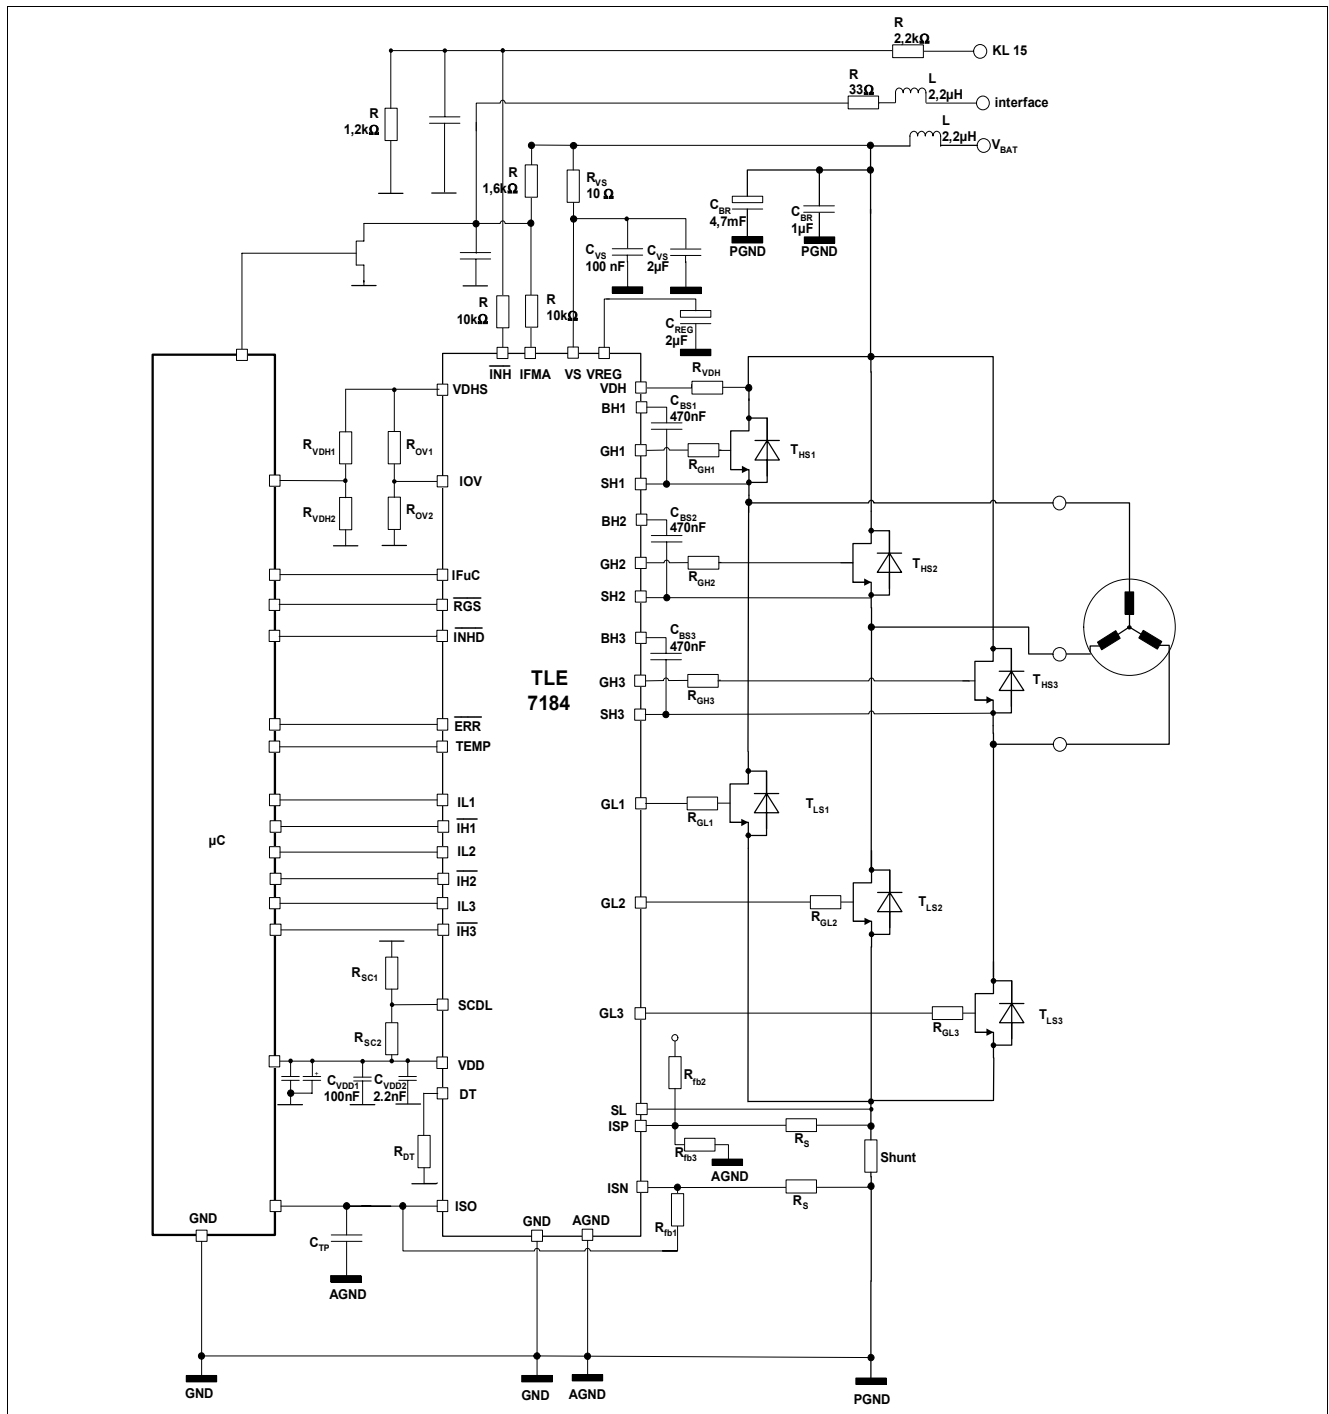 R
2,2kΩ
KL 15
R
33Ω
L
2,2µH
interface
R
1,2kΩ
L
2,2µH
VBAT
R
1,6kΩ
RVS
10 Ω
CBR
4,7mF
CBR
1µF
PGND
PGND
CVS
100 nF
CVS
2µF
R
10kΩ
R
10kΩ
CREG
2µF
INH
IFMA
VS
VREG
RVDH
VDHS
VDH
BH1
CBS1
470nF
RVDH1
ROV1
GH1
RGH1
THS1
IOV
SH1
RVDH2
ROV2
BH2
CBS2
470nF
GH2
RGH2
THS2
IFuC
RGS
SH2
INHD
BH3
CBS3
470nF
TLE
7184
GH3
RGH3
THS3
SH3
ERR
TEMP
IL1
GL1
RGL1
TLS1
IH1
µC
IL2
IH2
IL3
GL2
RGL2
TLS2
IH3
RSC1
SCDL
GL3
RGL3
TLS3
RSC2
VDD
CVDD1
100nF
CVDD2
2.2nF
+
DT
Rfb2
SL
ISP
RS
RDT
Rfb3
AGND
Shunt
ISN
RS
ISO
Rfb1
GND
GND
AGND
CTP
AGND
GND
GND
AGND
PGND